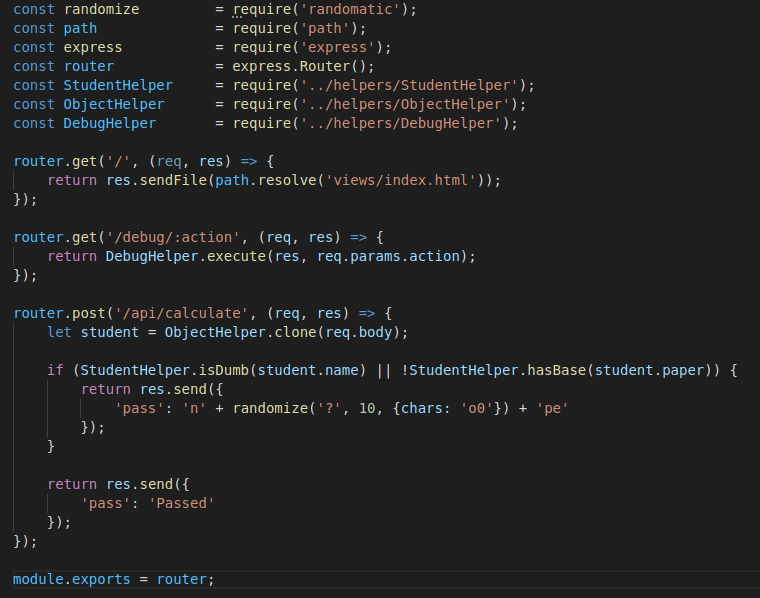 const randomize         = require('randomatic');
const path              = require('path');
const express           = require('express');
const router            = express.Router();
const StudentHelper     = require('../helpers/StudentHelper');
const ObjectHelper      = require('../helpers/ObjectHelper');
const DebugHelper       = require('../helpers/DebugHelper');

router.get('/', (req, res) => {
    return res.sendFile(path.resolve('views/index.html'));
});

router.get('/debug/:action', (req, res) => {
    return DebugHelper.execute(res, req.params.action);
});

router.post('/api/calculate', (req, res) => {
    let student = ObjectHelper.clone(req.body);

    if (StudentHelper.isDumb(student.name) || !StudentHelper.hasBase(student.paper)) {
        return res.send({
            'pass': 'n' + randomize('?', 10, {chars: 'o0'}) + 'pe'
        });
    }

    return res.send({
        'pass': 'Passed'
    });
});

module.exports = router;